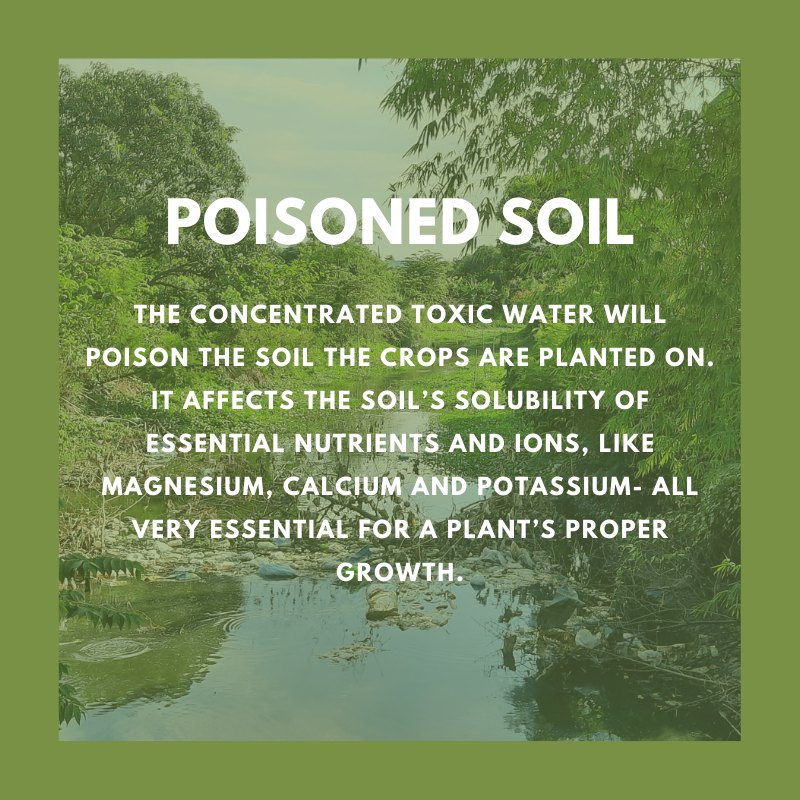 POISONED SOIL
THE CONCENTRATED TOXIC WATER WILL
POISON THE SOIL THE CROPS ARE PLANTED ON.
IT AFFECTS THE SOIL’S SOLUBILITY OF
ESSENTIAL NUTRIENTS AND IONS, LIKE
MAGNESIUM, CALCIUM AND POTASSIUM- ALL
VERY ESSENTIAL FOR A PLANT’S PROPER
GROWTH.